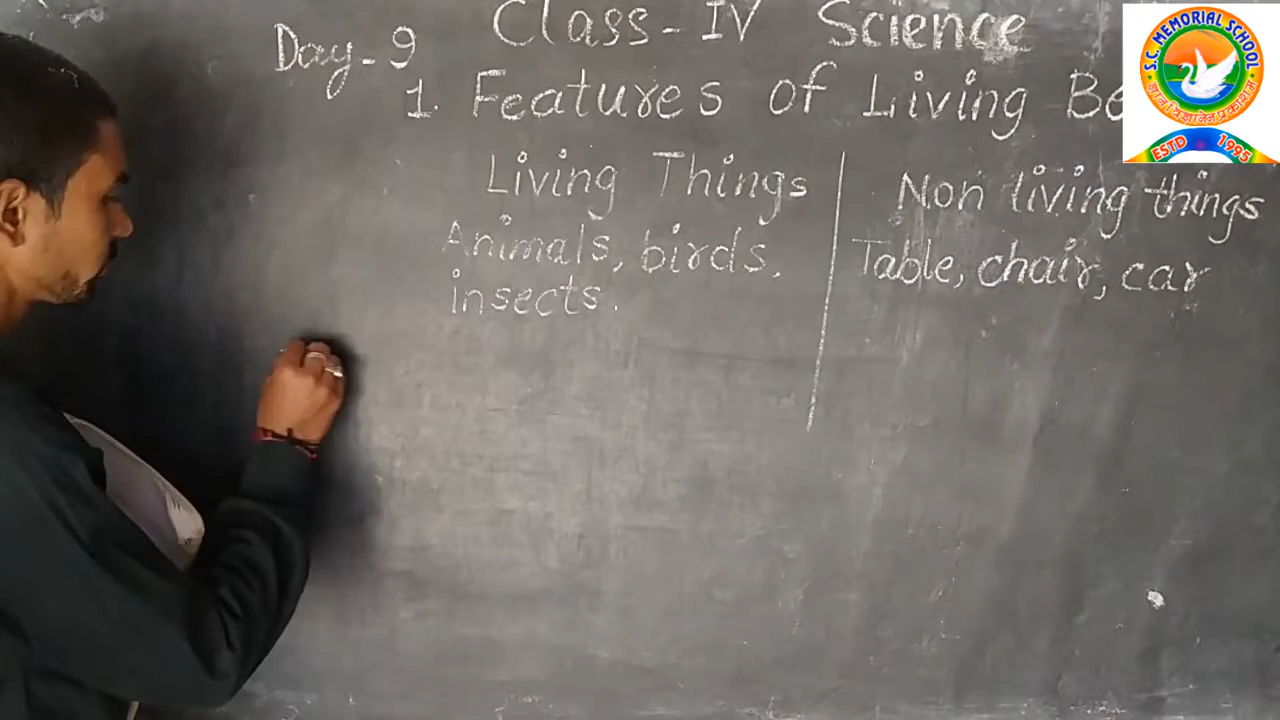 Class-IV Science
Day-9
1. Features of Living Be
Living Things
Non living things
Animals, birds,
insects.
Table, chair, car
S.C. MEMORIAL SCHOOL
ESTD 1995